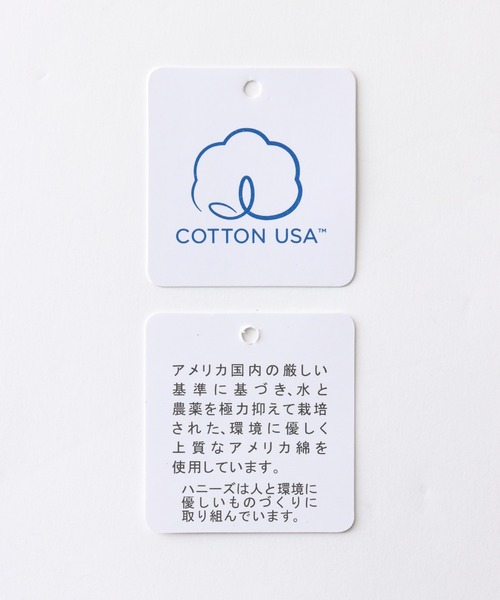 COTTON USA™
アメリカ国内の厳しい
基準に基づき、水と
農薬を極力抑えて栽培
された、環境に優しく
上質なアメリカ綿を
使用しています。
ハニーズは人と環境に
優しいものづくりに
取り組んでいます。